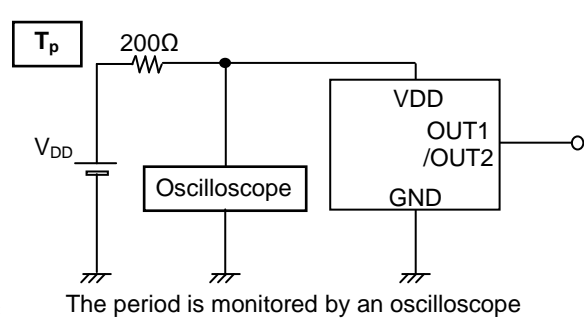 Tp
200Ω
VDD
VDD
OUT1
/OUT2
Oscilloscope
GND
The period is monitored by an oscilloscope